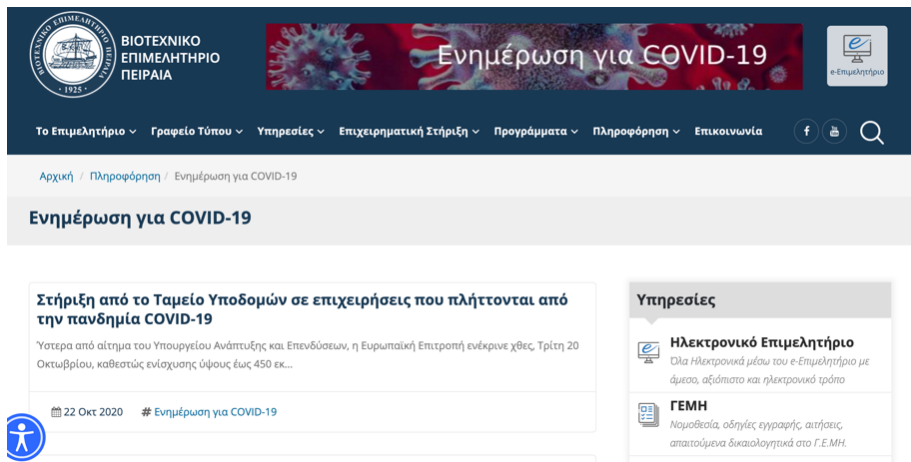 ΒΙΟΤΕΧΝΙΚΟ ΕΠΙΜΕΛΗΤΗΡΙΟ ΠΕΙΡΑΙΑ
· 1925 ·
ΒΙΟΤΕΧΝΙΚΟ
ΕΠΙΜΕΛΗΤΗΡΙΟ
ΠΕΙΡΑΙΑ
Ενημέρωση για COVID-19
e-Επιμελητήριο
Το Επιμελητήριο Γραφείο Τύπου Υπηρεσίες Επιχειρηματική Στήριξη Προγράμματα Πληροφόρηση Επικοινωνία
Αρχική / Πληροφόρηση / Ενημέρωση για COVID-19
Ενημέρωση για COVID-19
Στήριξη από το Ταμείο Υποδομών σε επιχειρήσεις που πλήττονται από
την πανδημία COVID-19
Ύστερα από αίτημα του Υπουργείου Ανάπτυξης και Επενδύσεων, η Ευρωπαϊκή Επιτροπή ενέκρινε χθες, Τρίτη 20
Οκτωβρίου, καθεστώς ενίσχυσης ύψους έως 450 εκ...
22 Οκτ 2020 # Ενημέρωση για COVID-19
Υπηρεσίες
Ηλεκτρονικό Επιμελητήριο
Όλα Ηλεκτρονικά μέσω του e-Επιμελητήριο με
άμεσο, αξιόπιστο και ηλεκτρονικό τρόπο
ΓΕΜΗ
Νομοθεσία, οδηγίες εγγραφής, αιτήσεις,
απαιτούμενα δικαιολογητικά στο Γ.Ε.ΜΗ.